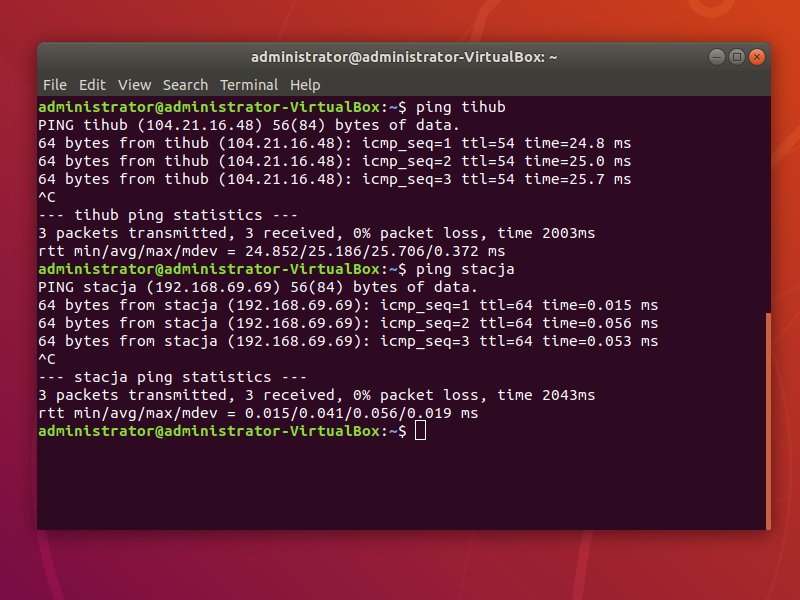 administrator@administrator-VirtualBox: ~
File Edit View Search Terminal Help
administrator@administrator-VirtualBox:~$ ping tihub
PING tihub (104.21.16.48) 56(84) bytes of data.
64 bytes from tihub (104.21.16.48): icmp_seq=1 ttl=54 time=24.8 ms
64 bytes from tihub (104.21.16.48): icmp_seq=2 ttl=54 time=25.0 ms
64 bytes from tihub (104.21.16.48): icmp_seq=3 ttl=54 time=25.7 ms
^C
--- tihub ping statistics ---
3 packets transmitted, 3 received, 0% packet loss, time 2003ms
rtt min/avg/max/mdev = 24.852/25.186/25.706/0.372 ms
administrator@administrator-VirtualBox:~$ ping stacja
PING stacja (192.168.69.69) 56(84) bytes of data.
64 bytes from stacja (192.168.69.69): icmp_seq=1 ttl=64 time=0.015 ms
64 bytes from stacja (192.168.69.69): icmp_seq=2 ttl=64 time=0.056 ms
64 bytes from stacja (192.168.69.69): icmp_seq=3 ttl=64 time=0.053 ms
^C
--- stacja ping statistics ---
3 packets transmitted, 3 received, 0% packet loss, time 2043ms
rtt min/avg/max/mdev = 0.015/0.041/0.056/0.019 ms
administrator@administrator-VirtualBox:~$